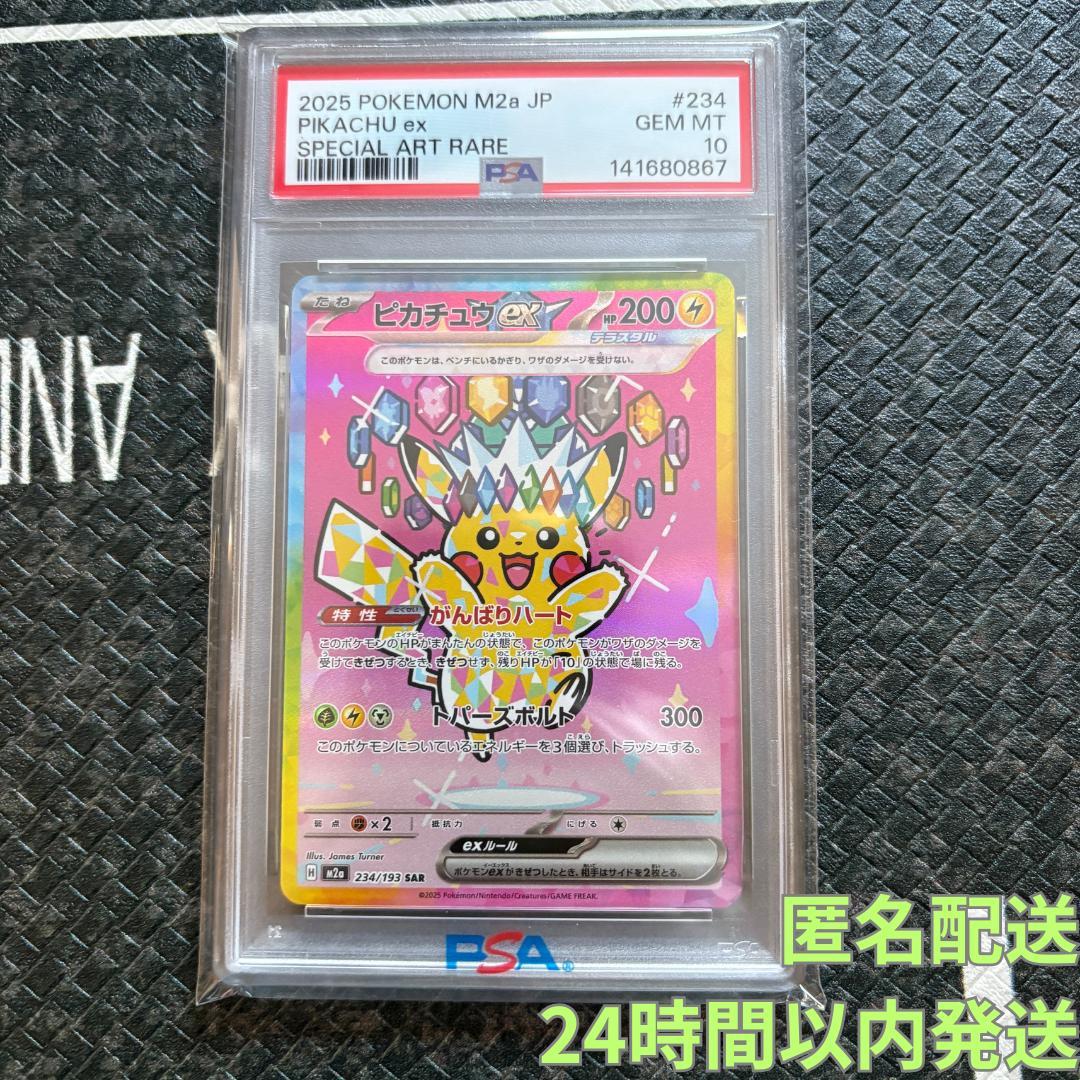 2025 POKEMON M2a JP #234
PIKACHU ex GEM MT
SPECIAL ART RARE 10
PSA 141680867
たね ピカチュウex HP200
テラスタル
このポケモンは、ベンチにいるかぎり、ワザのダメージを受けない。
AND
特性 とくせい がんばりハート
このポケモンのHPがまんたんの状態で、このポケモンがワザのダメージを
受けてきぜつするとき、きぜつせず、残りHPが「10」の状態で場に残る。
トパーズボルト 300
このポケモンについているエネルギーを3個選び、トラッシュする。
弱点 ×2 抵抗力 にげる
exルール
ポケモンexがきぜつしたとき、相手はサイドを2枚とる。
Illus. James Turner
H M2a 234/193 SAR
©2025 Pokémon/Nintendo/Creatures/GAME FREAK.
PSA®
PSA
匿名配送
24時間以内発送